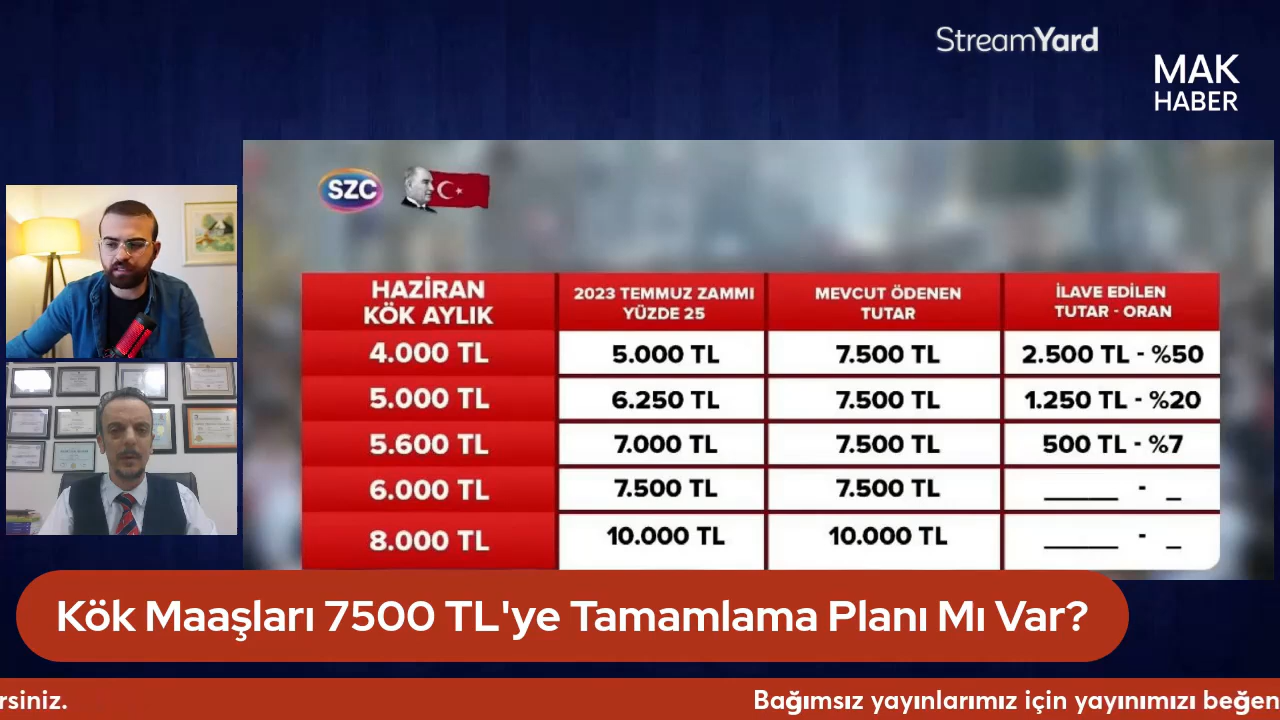 StreamYard
MAK
HABER
SZC
HAZİRAN
KÖK AYLIK
2023 TEMMUZ ZAMMI
YÜZDE 25
MEVCUT ÖDENEN
TUTAR
İLAVE EDİLEN
TUTAR - ORAN
4.000 TL 5.000 TL 7.500 TL 2.500 TL - %50
5.000 TL 6.250 TL 7.500 TL 1.250 TL - %20
5.600 TL 7.000 TL 7.500 TL 500 TL - %7
6.000 TL 7.500 TL 7.500 TL ______ - _
8.000 TL 10.000 TL 10.000 TL ______ - _
Kök Maaşları 7500 TL'ye Tamamlama Planı Mı Var?
rsiniz. Bağımsız yayınlarımız için yayınımızı beğen